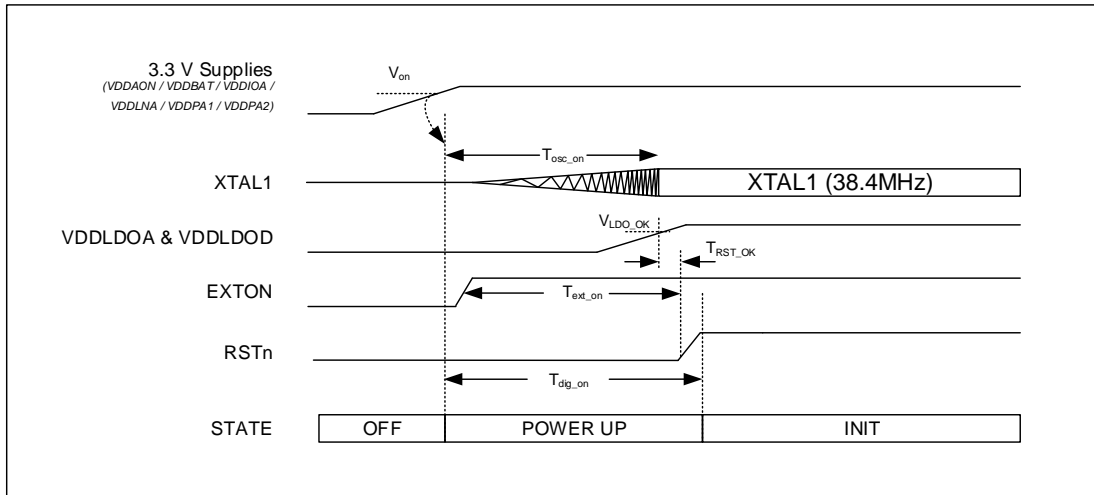 3.3 V Supplies
(VDDAON / VDDBAT / VDDIOA /
VDDLNA / VDDPA1 / VDDPA2)
Von
Tosc_on
XTAL1
XTAL1 (38.4MHz)
VLDO_OK
VDDLDOA & VDDLDOD
TRST_OK
EXTON
Text_on
RSTn
Tdig_on
STATE
OFF
POWER UP
INIT